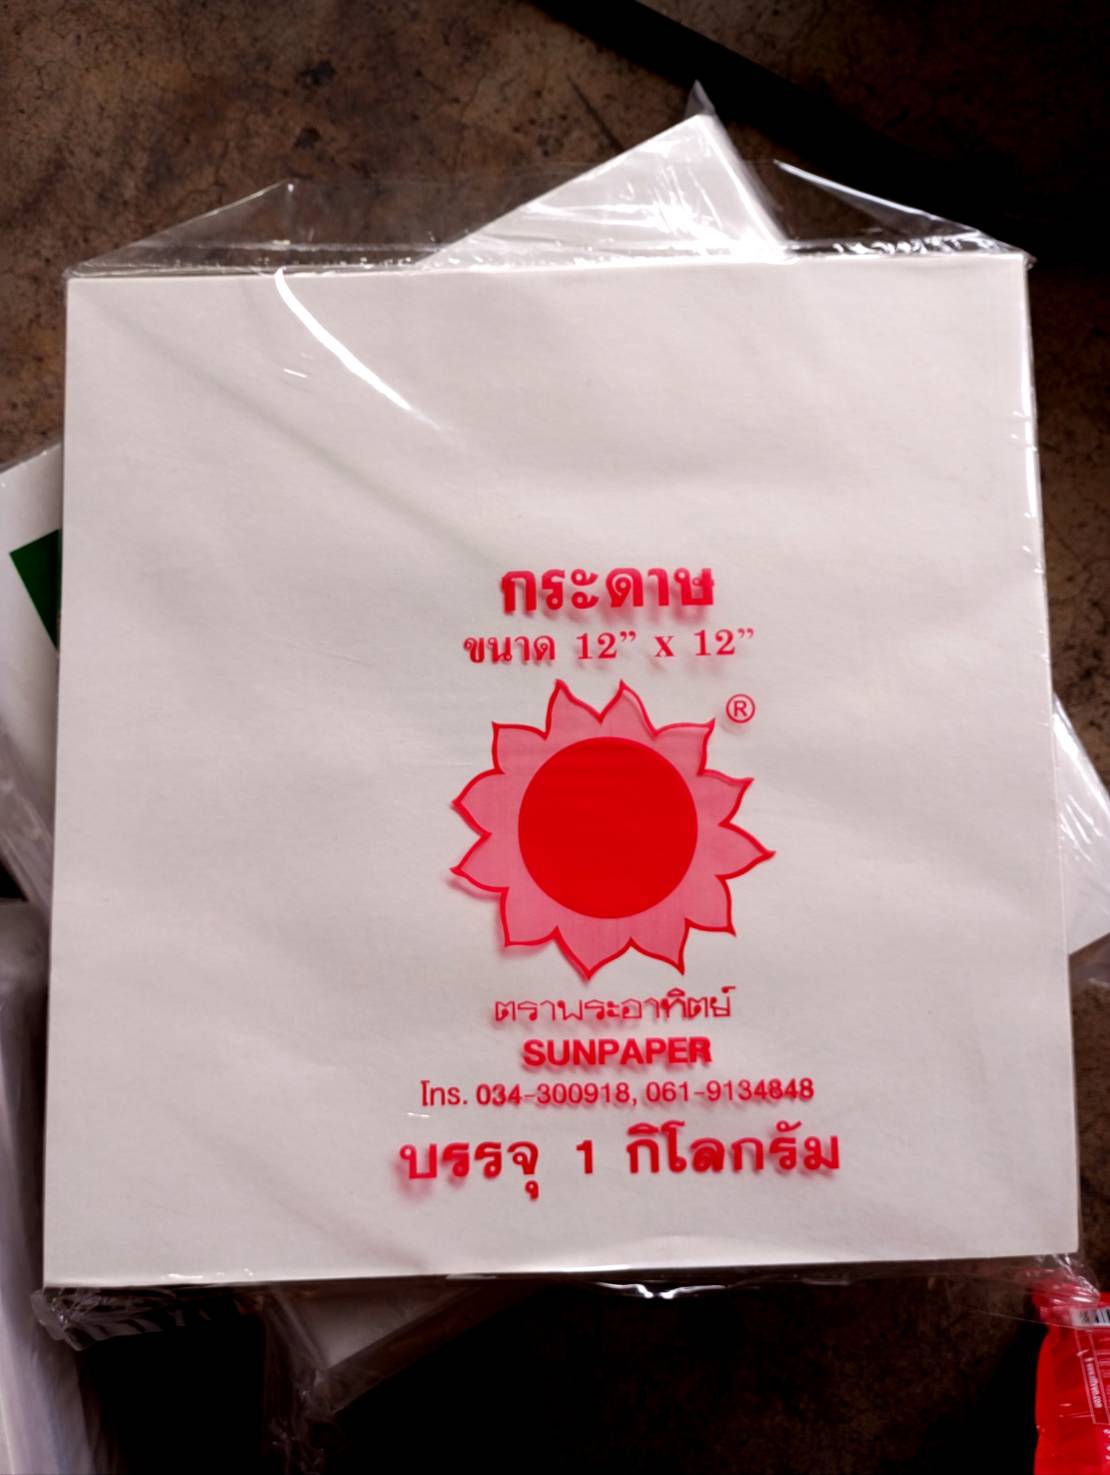 กระดาษ
ขนาด 12” x 12”
®
ตราพระอาทิตย์
SUNPAPER
โทร. 034-300918, 061-9134848
บรรจุ 1 กิโลกรัม